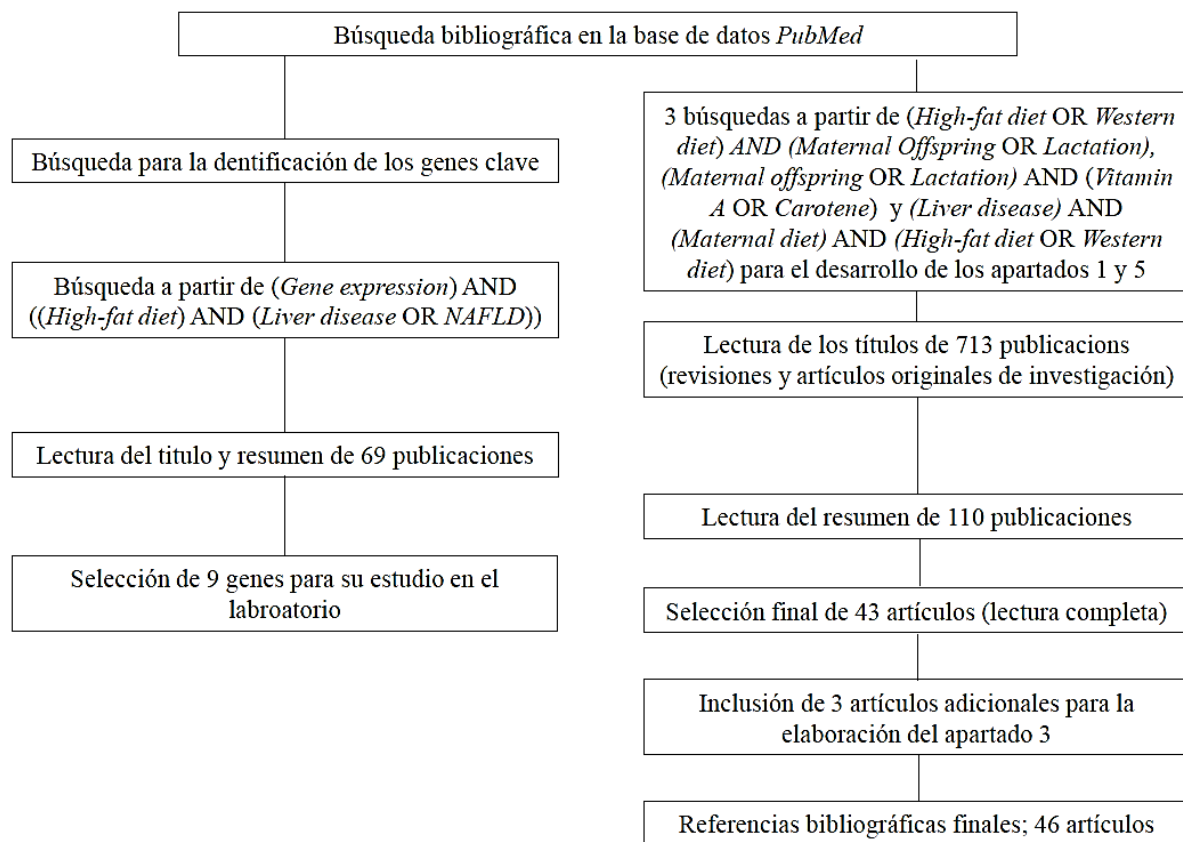 Búsqueda bibliográfica en la base de datos PubMed
Búsqueda para la dentificación de los genes clave
Búsqueda a partir de (Gene expression) AND
((High-fat diet) AND (Liver disease OR NAFLD))
Lectura del titulo y resumen de 69 publicaciones
Selección de 9 genes para su estudio en el
labroatorio
3 búsquedas a partir de (High-fat diet OR Western
diet) AND (Maternal Offspring OR Lactation),
(Maternal offspring OR Lactation) AND (Vitamin
A OR Carotene) y (Liver disease) AND
(Maternal diet) AND (High-fat diet OR Western
diet) para el desarrollo de los apartados 1 y 5
Lectura de los títulos de 713 publicacions
(revisiones y artículos originales de investigación)
Lectura del resumen de 110 publicaciones
Selección final de 43 artículos (lectura completa)
Inclusión de 3 artículos adicionales para la
elaboración del apartado 3
Referencias bibliográficas finales; 46 artículos